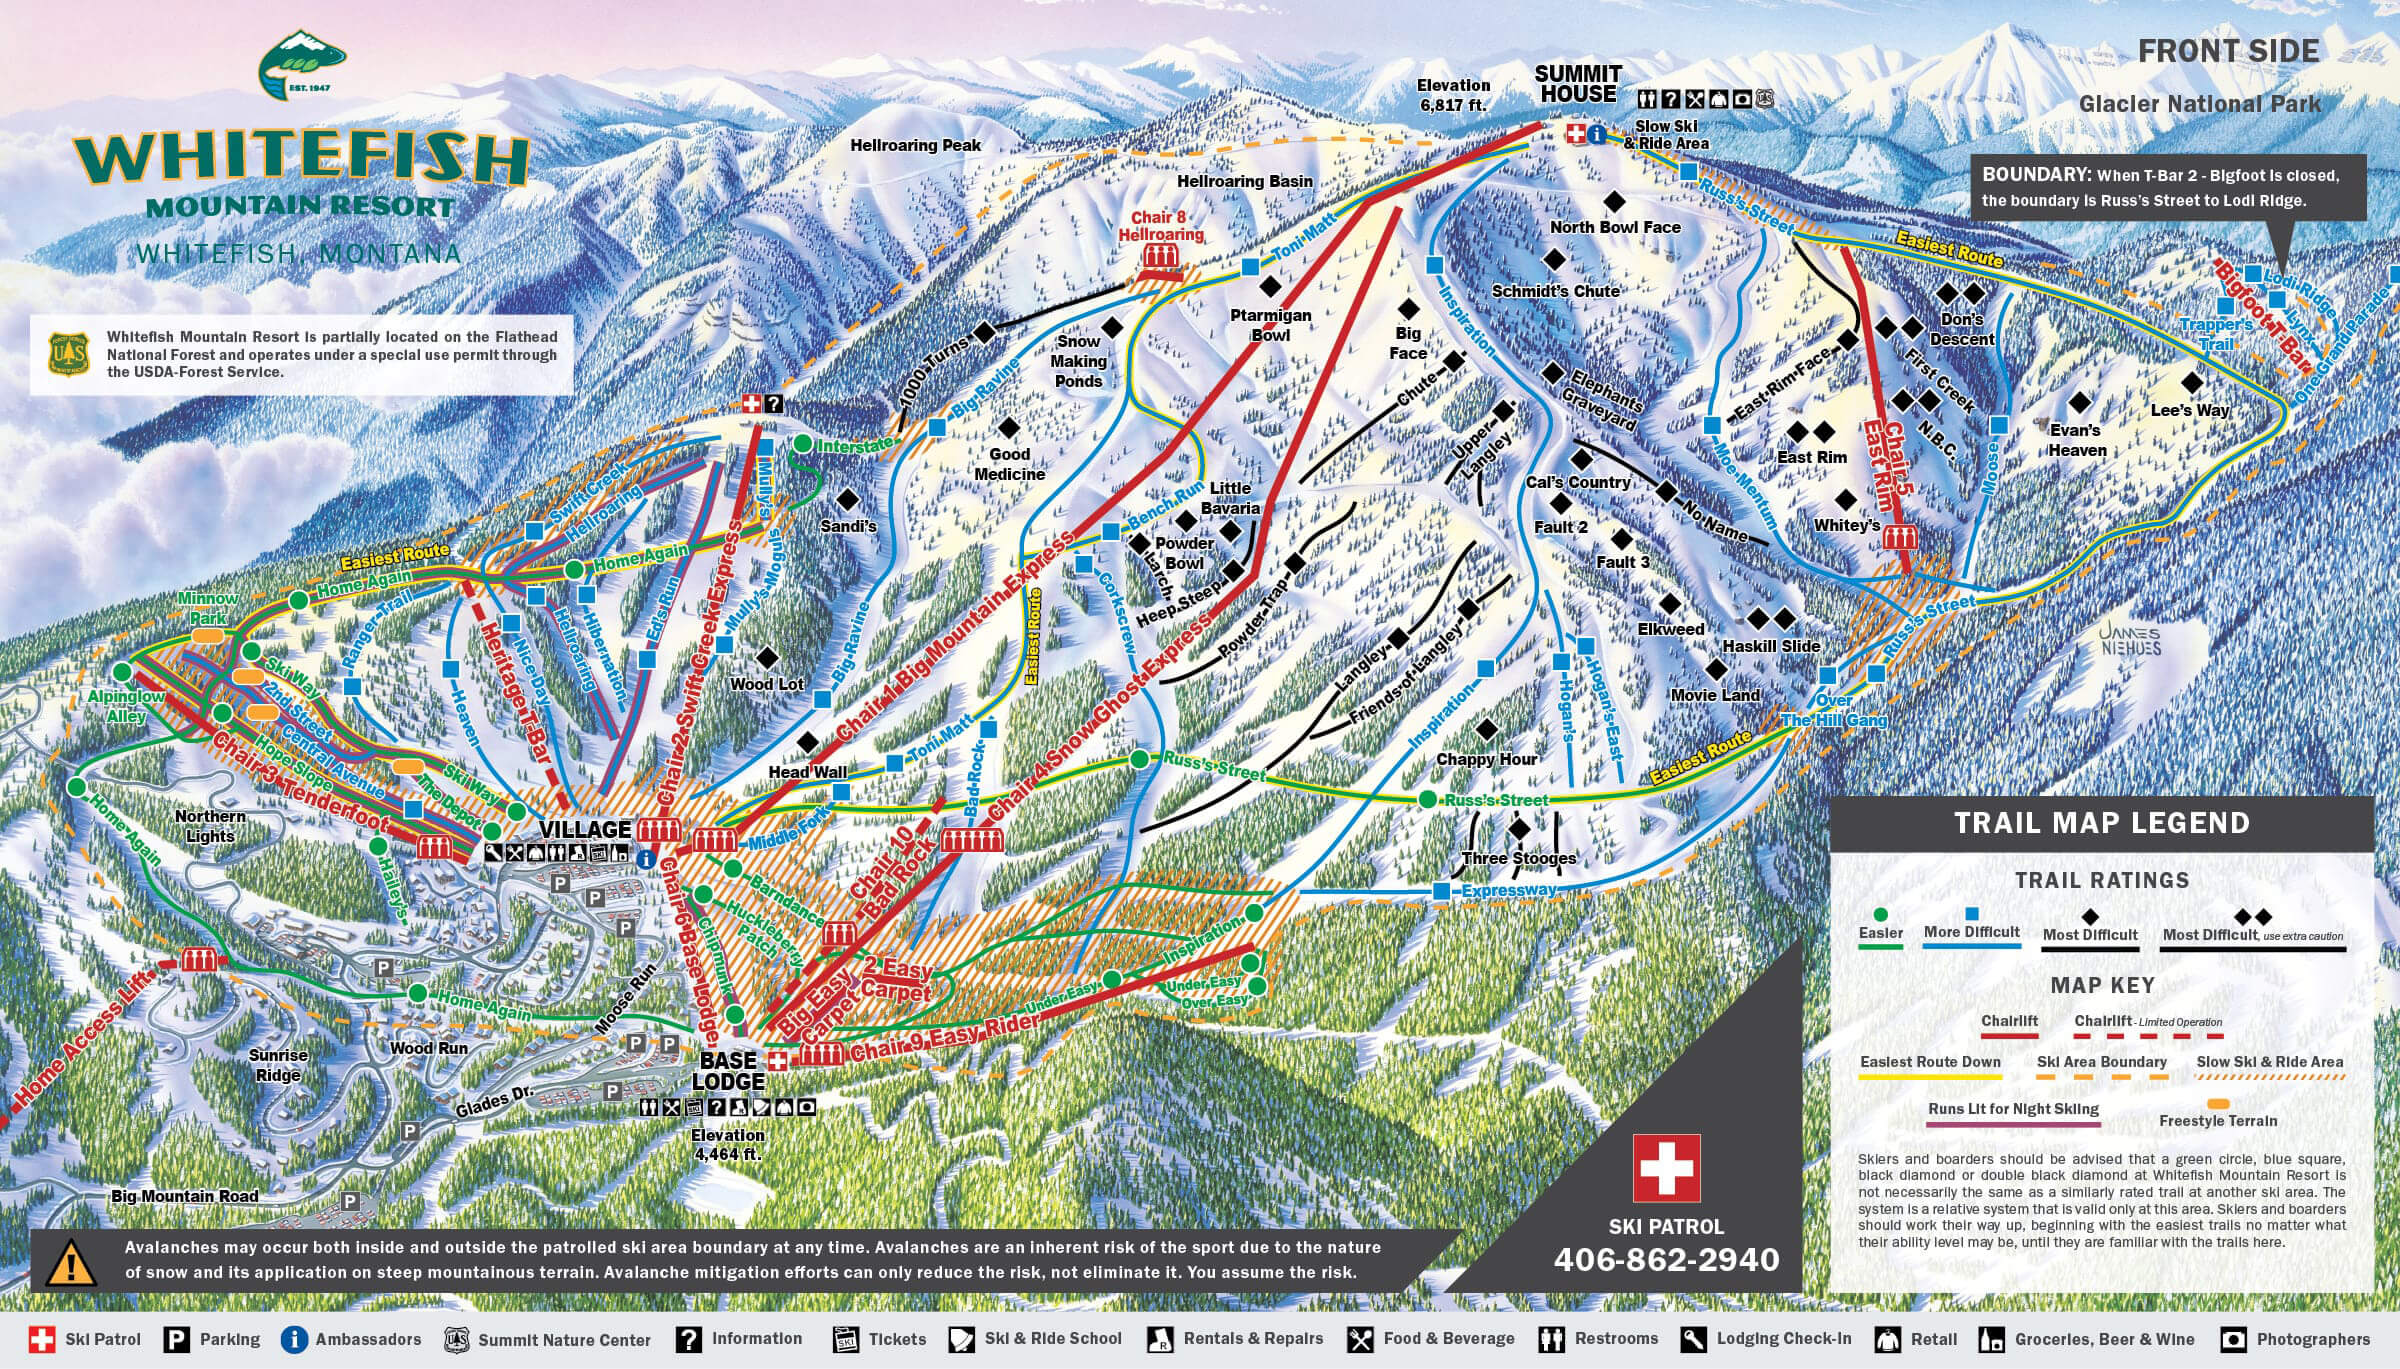 EST. 1947
WHITEFISH
MOUNTAIN RESORT
WHITEFISH, MONTANA
Whitefish Mountain Resort is partially located on the Flathead
National Forest and operates under a special use permit through
the USDA-Forest Service.
FRONT SIDE
Glacier National Park
BOUNDARY: When T-Bar 2 - Bigfoot is closed,
the boundary is Russ's Street to Lodi Ridge.
Elevation
6,817 ft.
SUMMIT
HOUSE
Slow Ski
& Ride Area
Hellroaring Peak
Hellroaring Basin
Chair 8
Hellroaring
Toni Matt
Russ's Street
Easiest Route
North Bowl Face
Schmidt's Chute
Ptarmigan
Bowl
Big
Face
Inspiration
Snow
Making
Ponds
1000 Turns
Big Ravine
Good
Medicine
Interstate
Sandi's
Chute
Upper
Langley
Elephants
Graveyard
Cal's Country
Fault 2
Fault 3
No Name
Moe-Mentum
East Rim Face
East Rim
Whitey's
Chair 5
East Rim
Don's
Descent
First Creek
N.B.C.
Moose
Evan's
Heaven
Lee's Way
Bigfoot T-Bar
Lodi Ridge
Lynx
Trapper's
Trail
One Grand Parade
Swift Creek
Hellroaring
Mully's
Mully's Moguls
Easiest Route
Home Again
Home Again
Minnow
Park
Ranger Trail
Heaven
Heritage T-Bar
Nice Day
Hellroaring
Hibernation
Ed's Run
Chair 2 Swift Creek Express
Wood Lot
Big Ravine
Head Wall
Chair 1 Big Mountain Express
Easiest Route
Bench Run
Little
Bavaria
Powder
Bowl
Larch
Heep Steep
Corkscrew
Powder Trap
Langley
Friends of Langley
Elkweed
Haskill Slide
Movie Land
Hogan's
Hogan's East
Inspiration
Chappy Hour
Russ's Street
Over
The Hill Gang
Easiest Route
Russ's Street
Russ's Street
Three Stooges
Expressway
JAMES
NIEHUES
Alpinglow
Alley
Ski Way
2nd Street
Central Avenue
Hope Slope
Chair 3 Tenderfoot
The Depot
Ski Way
Northern
Lights
Hailey's
Home Again
VILLAGE
Toni Matt
Middle Fork
Bad Rock
Chair 4 Snow Ghost Express
Chair 10
Bad Rock
Barndance
Huckleberry
Patch
Chipmunk
Chair 6 Base Lodge
Big Easy
Carpet
2 Easy
Carpet
Inspiration
Under Easy
Under Easy
Over Easy
Chair 9 Easy Rider
Home Access Lift
Home Again
Moose Run
Wood Run
Sunrise
Ridge
Glades Dr.
Big Mountain Road
P
P
P
P
P
P
P
P
P
BASE
LODGE
Elevation
4,464 ft.
TRAIL MAP LEGEND
TRAIL RATINGS
Easier
More Difficult
Most Difficult
Most Difficult, use extra caution
MAP KEY
Chairlift
Chairlift - Limited Operation
Easiest Route Down
Ski Area Boundary
Slow Ski & Ride Area
Runs Lit for Night Skiing
Freestyle Terrain
Skiers and boarders should be advised that a green circle, blue square,
black diamond or double black diamond at Whitefish Mountain Resort is
not necessarily the same as a similarly rated trail at another ski area. The
system is a relative system that is valid only at this area. Skiers and boarders
should work their way up, beginning with the easiest trails no matter what
their ability level may be, until they are familiar with the trails here.
SKI PATROL
406-862-2940
Avalanches may occur both inside and outside the patrolled ski area boundary at any time. Avalanches are an inherent risk of the sport due to the nature
of snow and its application on steep mountainous terrain. Avalanche mitigation efforts can only reduce the risk, not eliminate it. You assume the risk.
Ski Patrol
P Parking
i Ambassadors
Summit Nature Center
? Information
Tickets
Ski & Ride School
Rentals & Repairs
Food & Beverage
Restrooms
Lodging Check-In
Retail
Groceries, Beer & Wine
Photographers